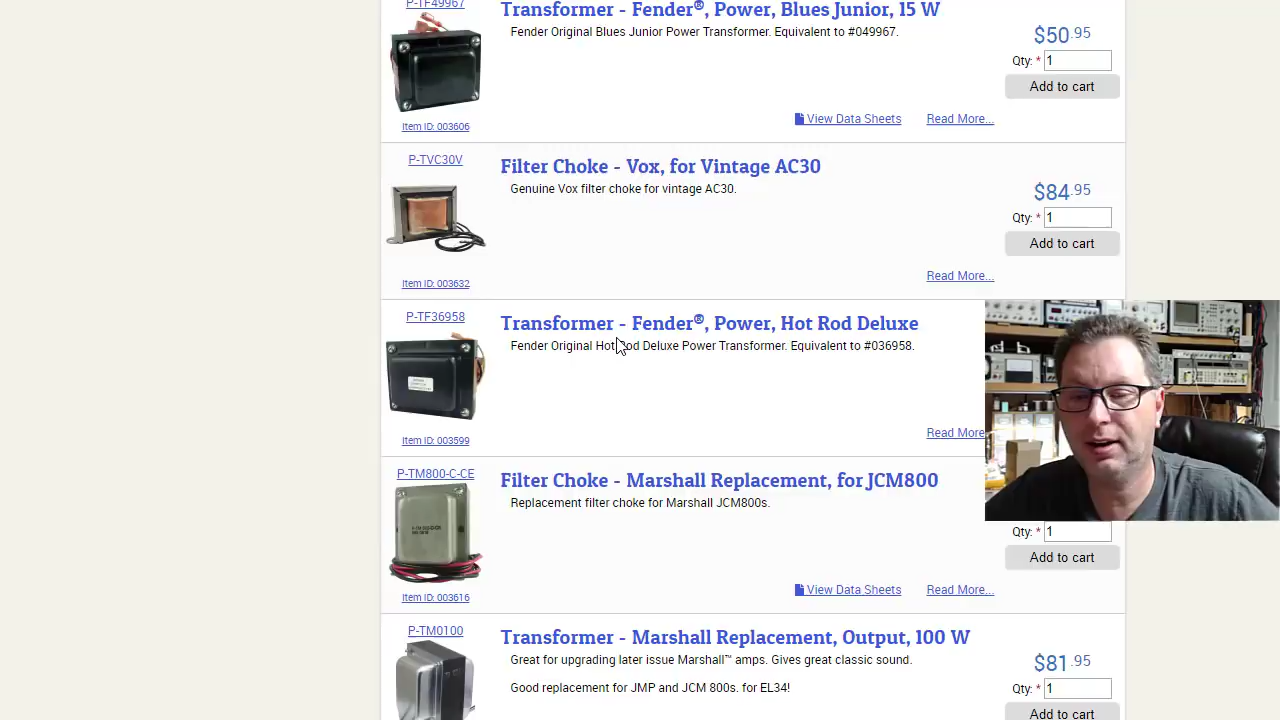 P-TF49967
Transformer - Fender®, Power, Blues Junior, 15 W
Fender Original Blues Junior Power Transformer. Equivalent to #049967.
$50.95
Qty: * 1
Add to cart
View Data Sheets Read More...
Item ID: 003606
P-TVC30V
Filter Choke - Vox, for Vintage AC30
Genuine Vox filter choke for vintage AC30.
$84.95
Qty: * 1
Add to cart
Read More...
Item ID: 003632
P-TF36958
Transformer - Fender®, Power, Hot Rod Deluxe
Fender Original Hot Rod Deluxe Power Transformer. Equivalent to #036958.
Read More
Item ID: 003599
P-TM800-C-CE
Filter Choke - Marshall Replacement, for JCM800
Replacement filter choke for Marshall JCM800s.
Qty: * 1
Add to cart
View Data Sheets Read More...
Item ID: 003616
P-TM0100
Transformer - Marshall Replacement, Output, 100 W
Great for upgrading later issue Marshall™ amps. Gives great classic sound.
$81.95
Good replacement for JMP and JCM 800s. for EL34!
Qty: * 1
Add to cart